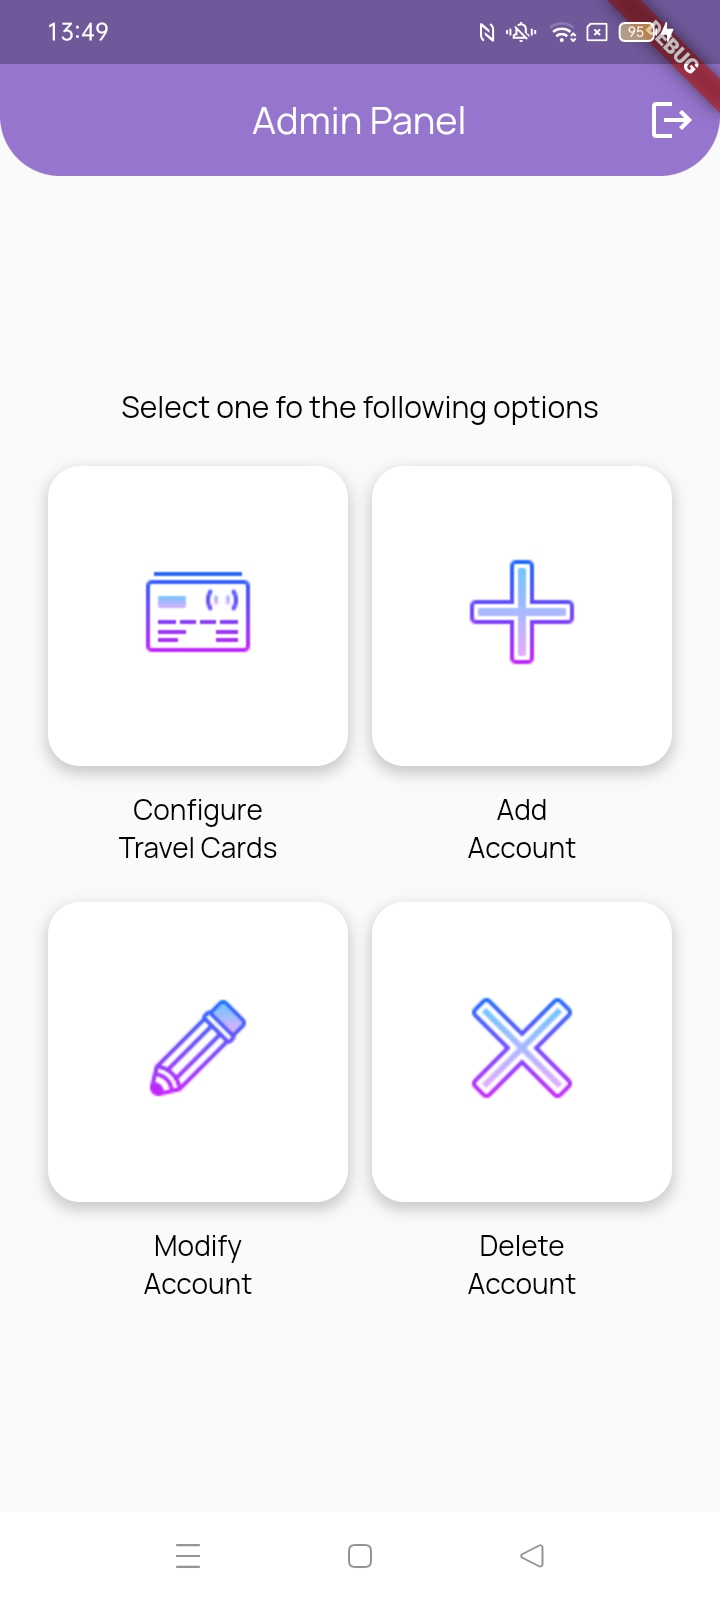 13:49
95
DEBUG
Admin Panel
Select one fo the following options
Configure
Travel Cards
Add
Account
Modify
Account
Delete
Account